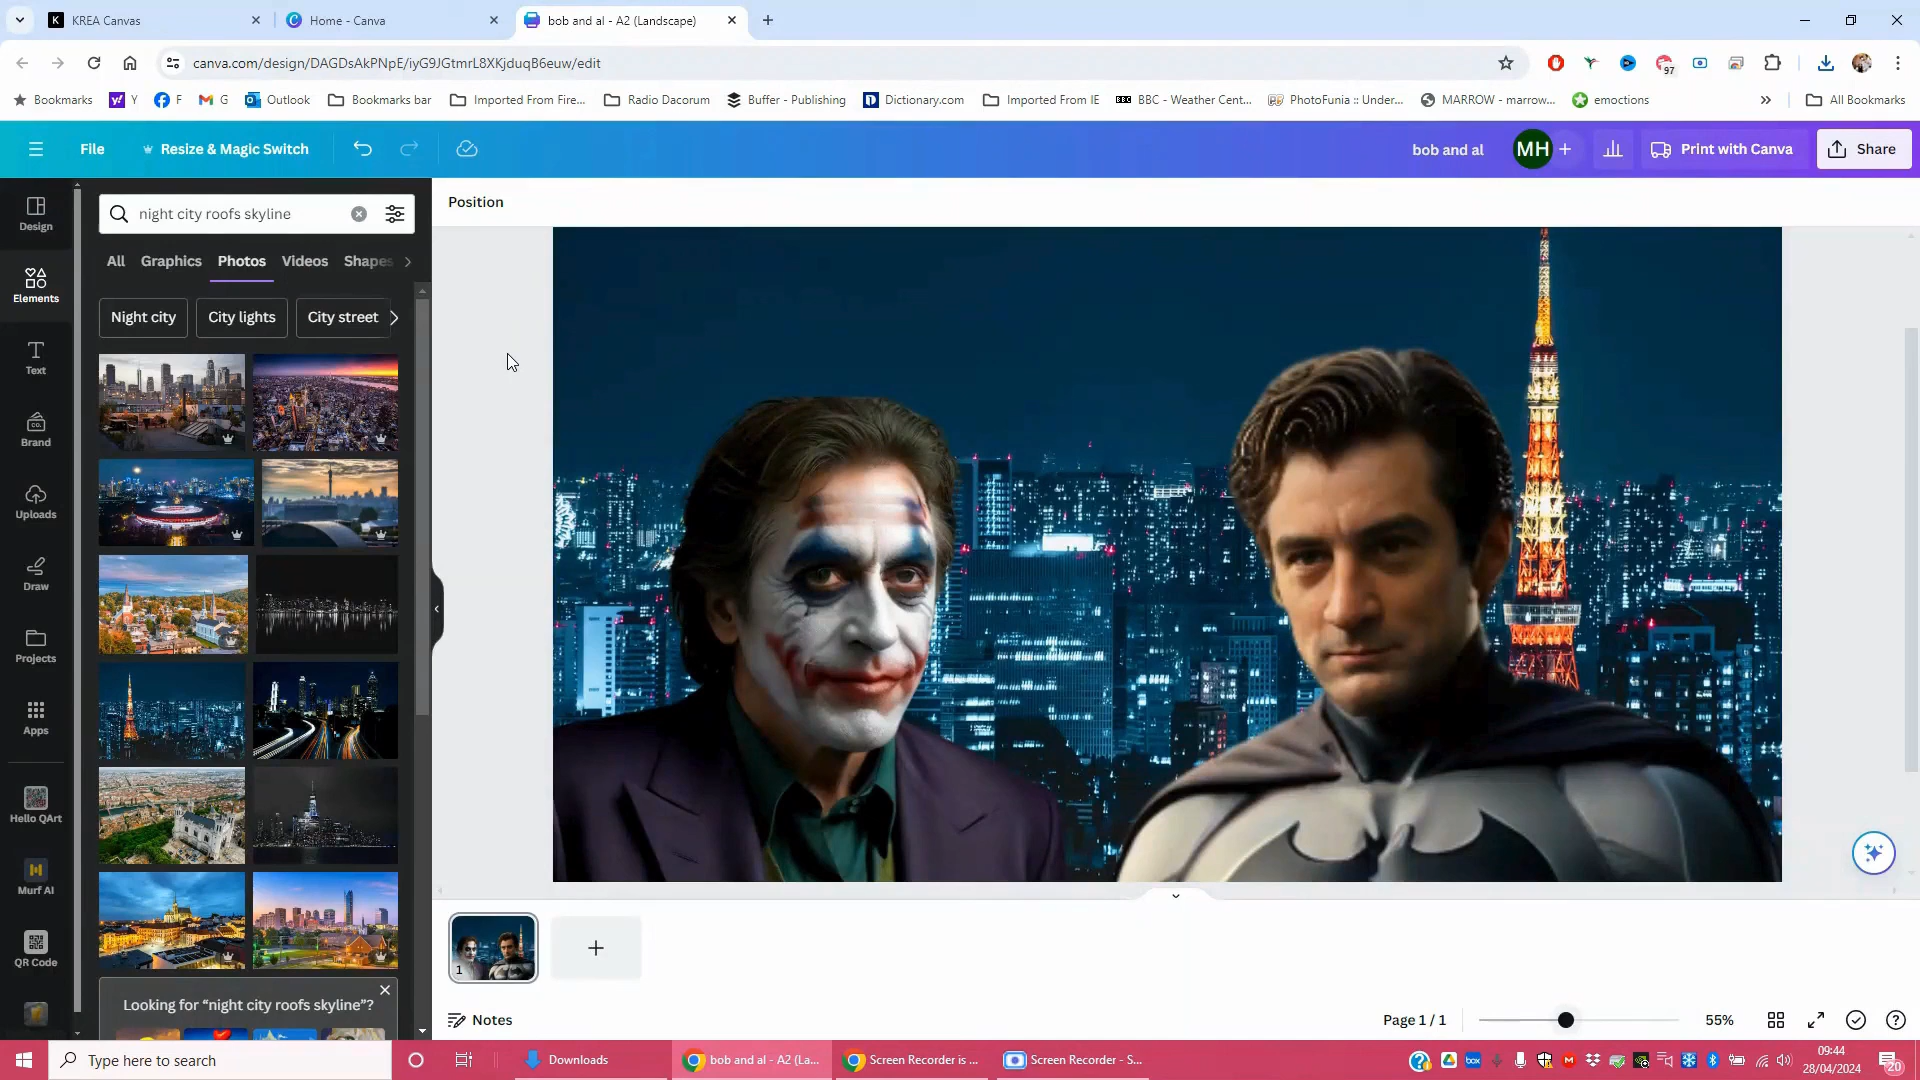 KREA Canvas
Home - Canva
bob and al - A2 (Landscape)
canva.com/design/DAGDsAkPNpE/iyG9JGtmrL8XKjduqB6euw/edit
97
Bookmarks
Y
F
G
Outlook
Bookmarks bar
Imported From Fire...
Radio Dacorum
Buffer - Publishing
Dictionary.com
Imported From IE
BBC - Weather Cent...
PhotoFunia :: Under...
MARROW - marrow...
emoctions
All Bookmarks
File
Resize & Magic Switch
bob and al
MH
Print with Canva
Share
Design
Elements
Text
Brand
Uploads
Draw
Projects
Apps
Hello QArt
Murf AI
QR Code
night city roofs skyline
All
Graphics
Photos
Videos
Shapes
Night city
City lights
City street
Looking for “night city roofs skyline”?
Position
1
Notes
Page 1 / 1
55%
Type here to search
Downloads
bob and al - A2 (La...
Screen Recorder is ...
Screen Recorder - S...
09:44
28/04/2024
20